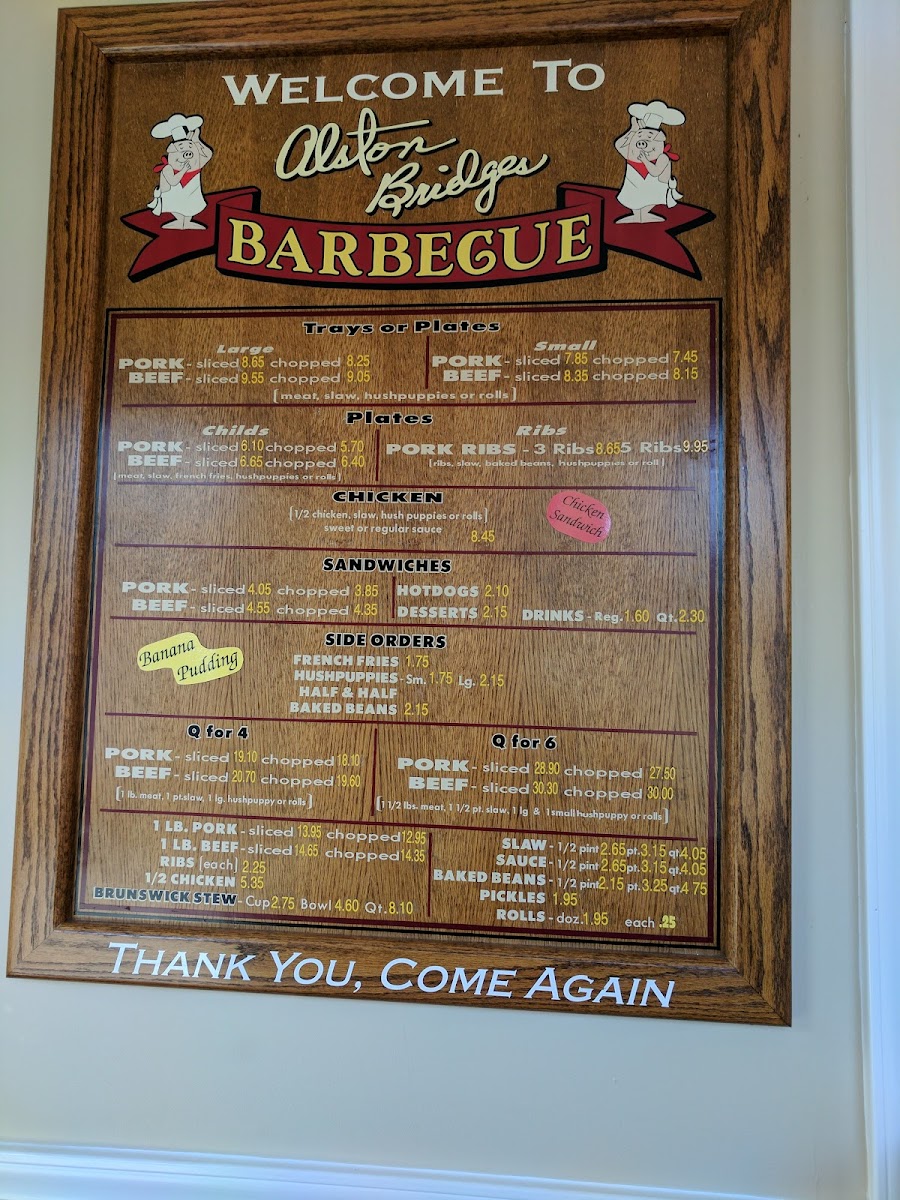 WELCOME TO
Alston
Bridges
BARBECUE
Trays or Plates
Large
PORK - sliced 8.65 chopped 8.25
BEEF - sliced 9.55 chopped 9.05
Small
PORK - sliced 7.85 chopped 7.45
BEEF - sliced 8.35 chopped 8.15
(meat, slaw, hushpuppies or rolls)
Plates
Childs
PORK - sliced 6.10 chopped 5.70
BEEF - sliced 6.65 chopped 6.40
(meat, slaw, french fries, hushpuppies or rolls)
Ribs
PORK RIBS - 3 Ribs 8.65 5 Ribs 9.95
(ribs, slaw, baked beans, hushpuppies or roll)
CHICKEN
(1/2 chicken, slaw, hush puppies or rolls)
sweet or regular sauce
8.45
Chicken
Sandwich
SANDWICHES
PORK - sliced 4.05 chopped 3.85
BEEF - sliced 4.55 chopped 4.35
HOTDOGS 2.10
DESSERTS 2.15 DRINKS - Reg. 1.60 Qt. 2.30
Banana
Pudding
SIDE ORDERS
FRENCH FRIES 1.75
HUSHPUPPIES - Sm. 1.75 Lg. 2.15
HALF & HALF
BAKED BEANS 2.15
Q for 4
PORK - sliced 19.10 chopped 18.10
BEEF - sliced 20.70 chopped 19.60
(1 lb. meat, 1 pt. slaw, 1 lg. hushpuppy or rolls)
Q for 6
PORK - sliced 28.90 chopped 27.50
BEEF - sliced 30.30 chopped 30.00
(1 1/2 lbs. meat, 1 1/2 pt. slaw, 1 lg & 1 small hushpuppy or rolls)
1 LB. PORK - sliced 13.95 chopped 12.95
1 LB. BEEF - sliced 14.65 chopped 14.35
RIBS (each) 2.25
1/2 CHICKEN 5.35
BRUNSWICK STEW - Cup 2.75 Bowl 4.60 Qt. 8.10
SLAW - 1/2 pint 2.65 pt. 3.15 qt. 4.05
SAUCE - 1/2 pint 2.65 pt. 3.15 qt. 4.05
BAKED BEANS - 1/2 pint 2.15 pt. 3.25 qt. 4.75
PICKLES 1.95
ROLLS - doz. 1.95 each .25
THANK YOU, COME AGAIN